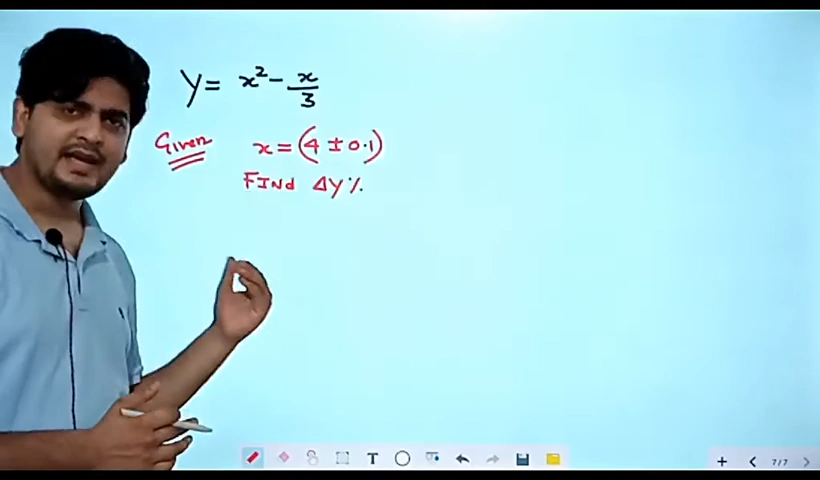 Y = x² - x/3
Given x = (4 ± 0.1)
FIND ΔY%
T
7/7